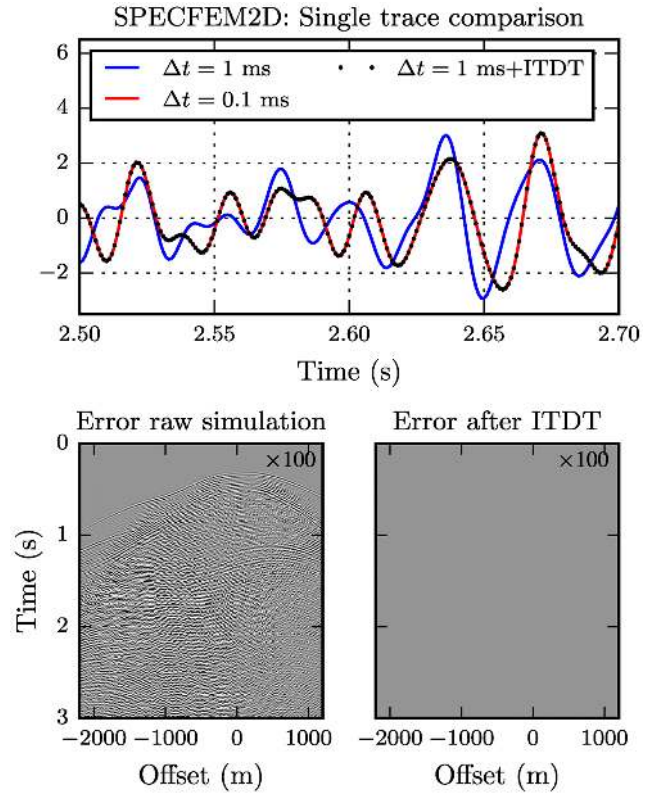 SPECFEM2D: Single trace comparison
6
4
2
0
−2
Δt = 1 ms
Δt = 0.1 ms
Δt = 1 ms+ITDT
2.50 2.55 2.60 2.65 2.70
Time (s)
Error raw simulation
Error after ITDT
0
1
2
3
Time (s)
×100
×100
−2000 −1000 0 1000
−2000 −1000 0 1000
Offset (m)
Offset (m)